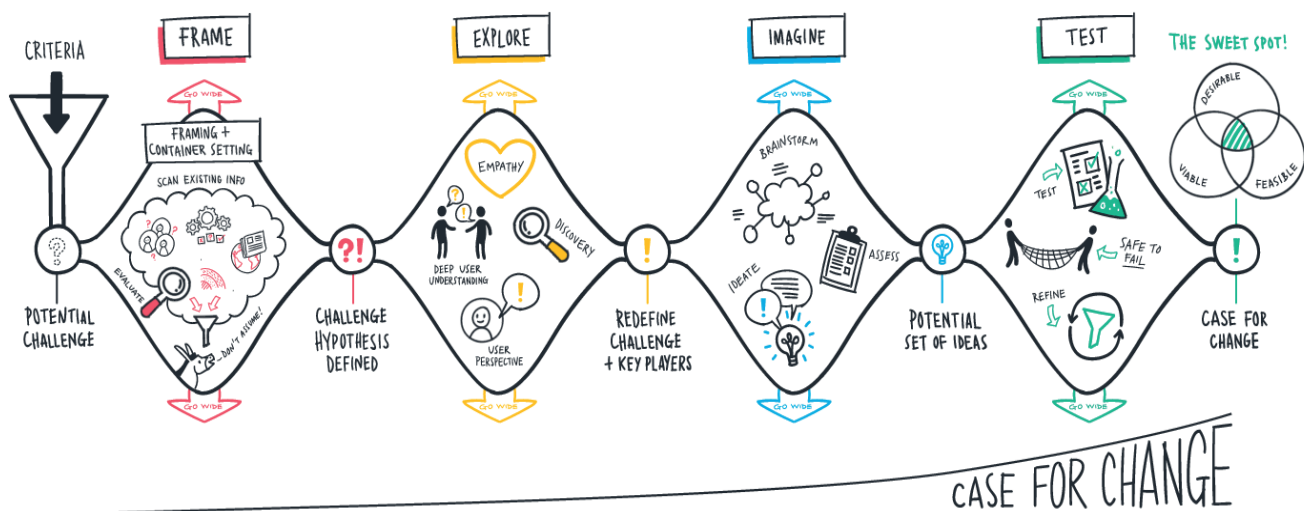 CRITERIA
POTENTIAL
CHALLENGE
?
FRAME
GO WIDE
FRAMING +
CONTAINER SETTING
SCAN EXISTING INFO
? ?
?
EVALUATE
DON'T ASSUME!
GO WIDE
?!
CHALLENGE
HYPOTHESIS
DEFINED
EXPLORE
GO WIDE
EMPATHY
?
!
DEEP USER
UNDERSTANDING
DISCOVERY
!
USER
PERSPECTIVE
GO WIDE
!
REDEFINE
CHALLENGE
+ KEY PLAYERS
IMAGINE
GO WIDE
BRAINSTORM
ASSESS
IDEATE
!
GO WIDE
POTENTIAL
SET OF IDEAS
TEST
GO WIDE
TEST
SAFE TO
FAIL
REFINE
GO WIDE
THE SWEET SPOT!
DESIRABLE
VIABLE
FEASIBLE
!
CASE FOR
CHANGE
CASE FOR CHANGE